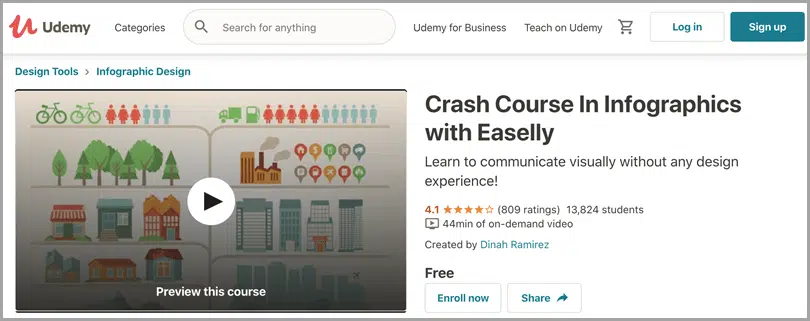 Udemy
Categories
Search for anything
Udemy for Business
Teach on Udemy
Log in
Sign up
Design Tools > Infographic Design
Crash Course In Infographics
with Easelly
Learn to communicate visually without any design
experience!
4.1 (809 ratings) 13,824 students
44min of on-demand video
Created by Dinah Ramirez
Free
Enroll now
Share
Preview this course